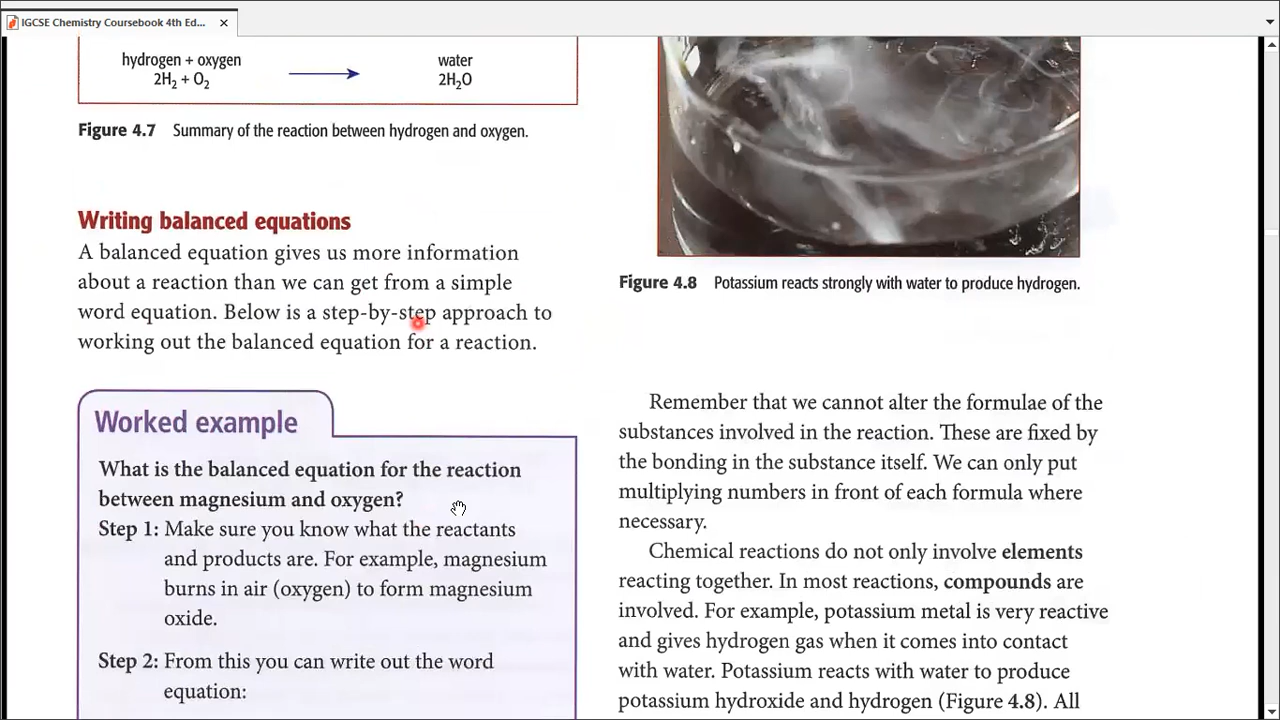 IGCSE Chemistry Coursebook 4th Ed...
hydrogen + oxygen
water
2H₂ + O₂
2H₂O
Figure 4.7 Summary of the reaction between hydrogen and oxygen.
Writing balanced equations
A balanced equation gives us more information
about a reaction than we can get from a simple
word equation. Below is a step-by-step approach to
working out the balanced equation for a reaction.
Worked example
What is the balanced equation for the reaction
between magnesium and oxygen?
Step 1: Make sure you know what the reactants
and products are. For example, magnesium
burns in air (oxygen) to form magnesium
oxide.
Step 2: From this you can write out the word
equation:
Figure 4.8 Potassium reacts strongly with water to produce hydrogen.
Remember that we cannot alter the formulae of the
substances involved in the reaction. These are fixed by
the bonding in the substance itself. We can only put
multiplying numbers in front of each formula where
necessary.
Chemical reactions do not only involve elements
reacting together. In most reactions, compounds are
involved. For example, potassium metal is very reactive
and gives hydrogen gas when it comes into contact
with water. Potassium reacts with water to produce
potassium hydroxide and hydrogen (Figure 4.8). All